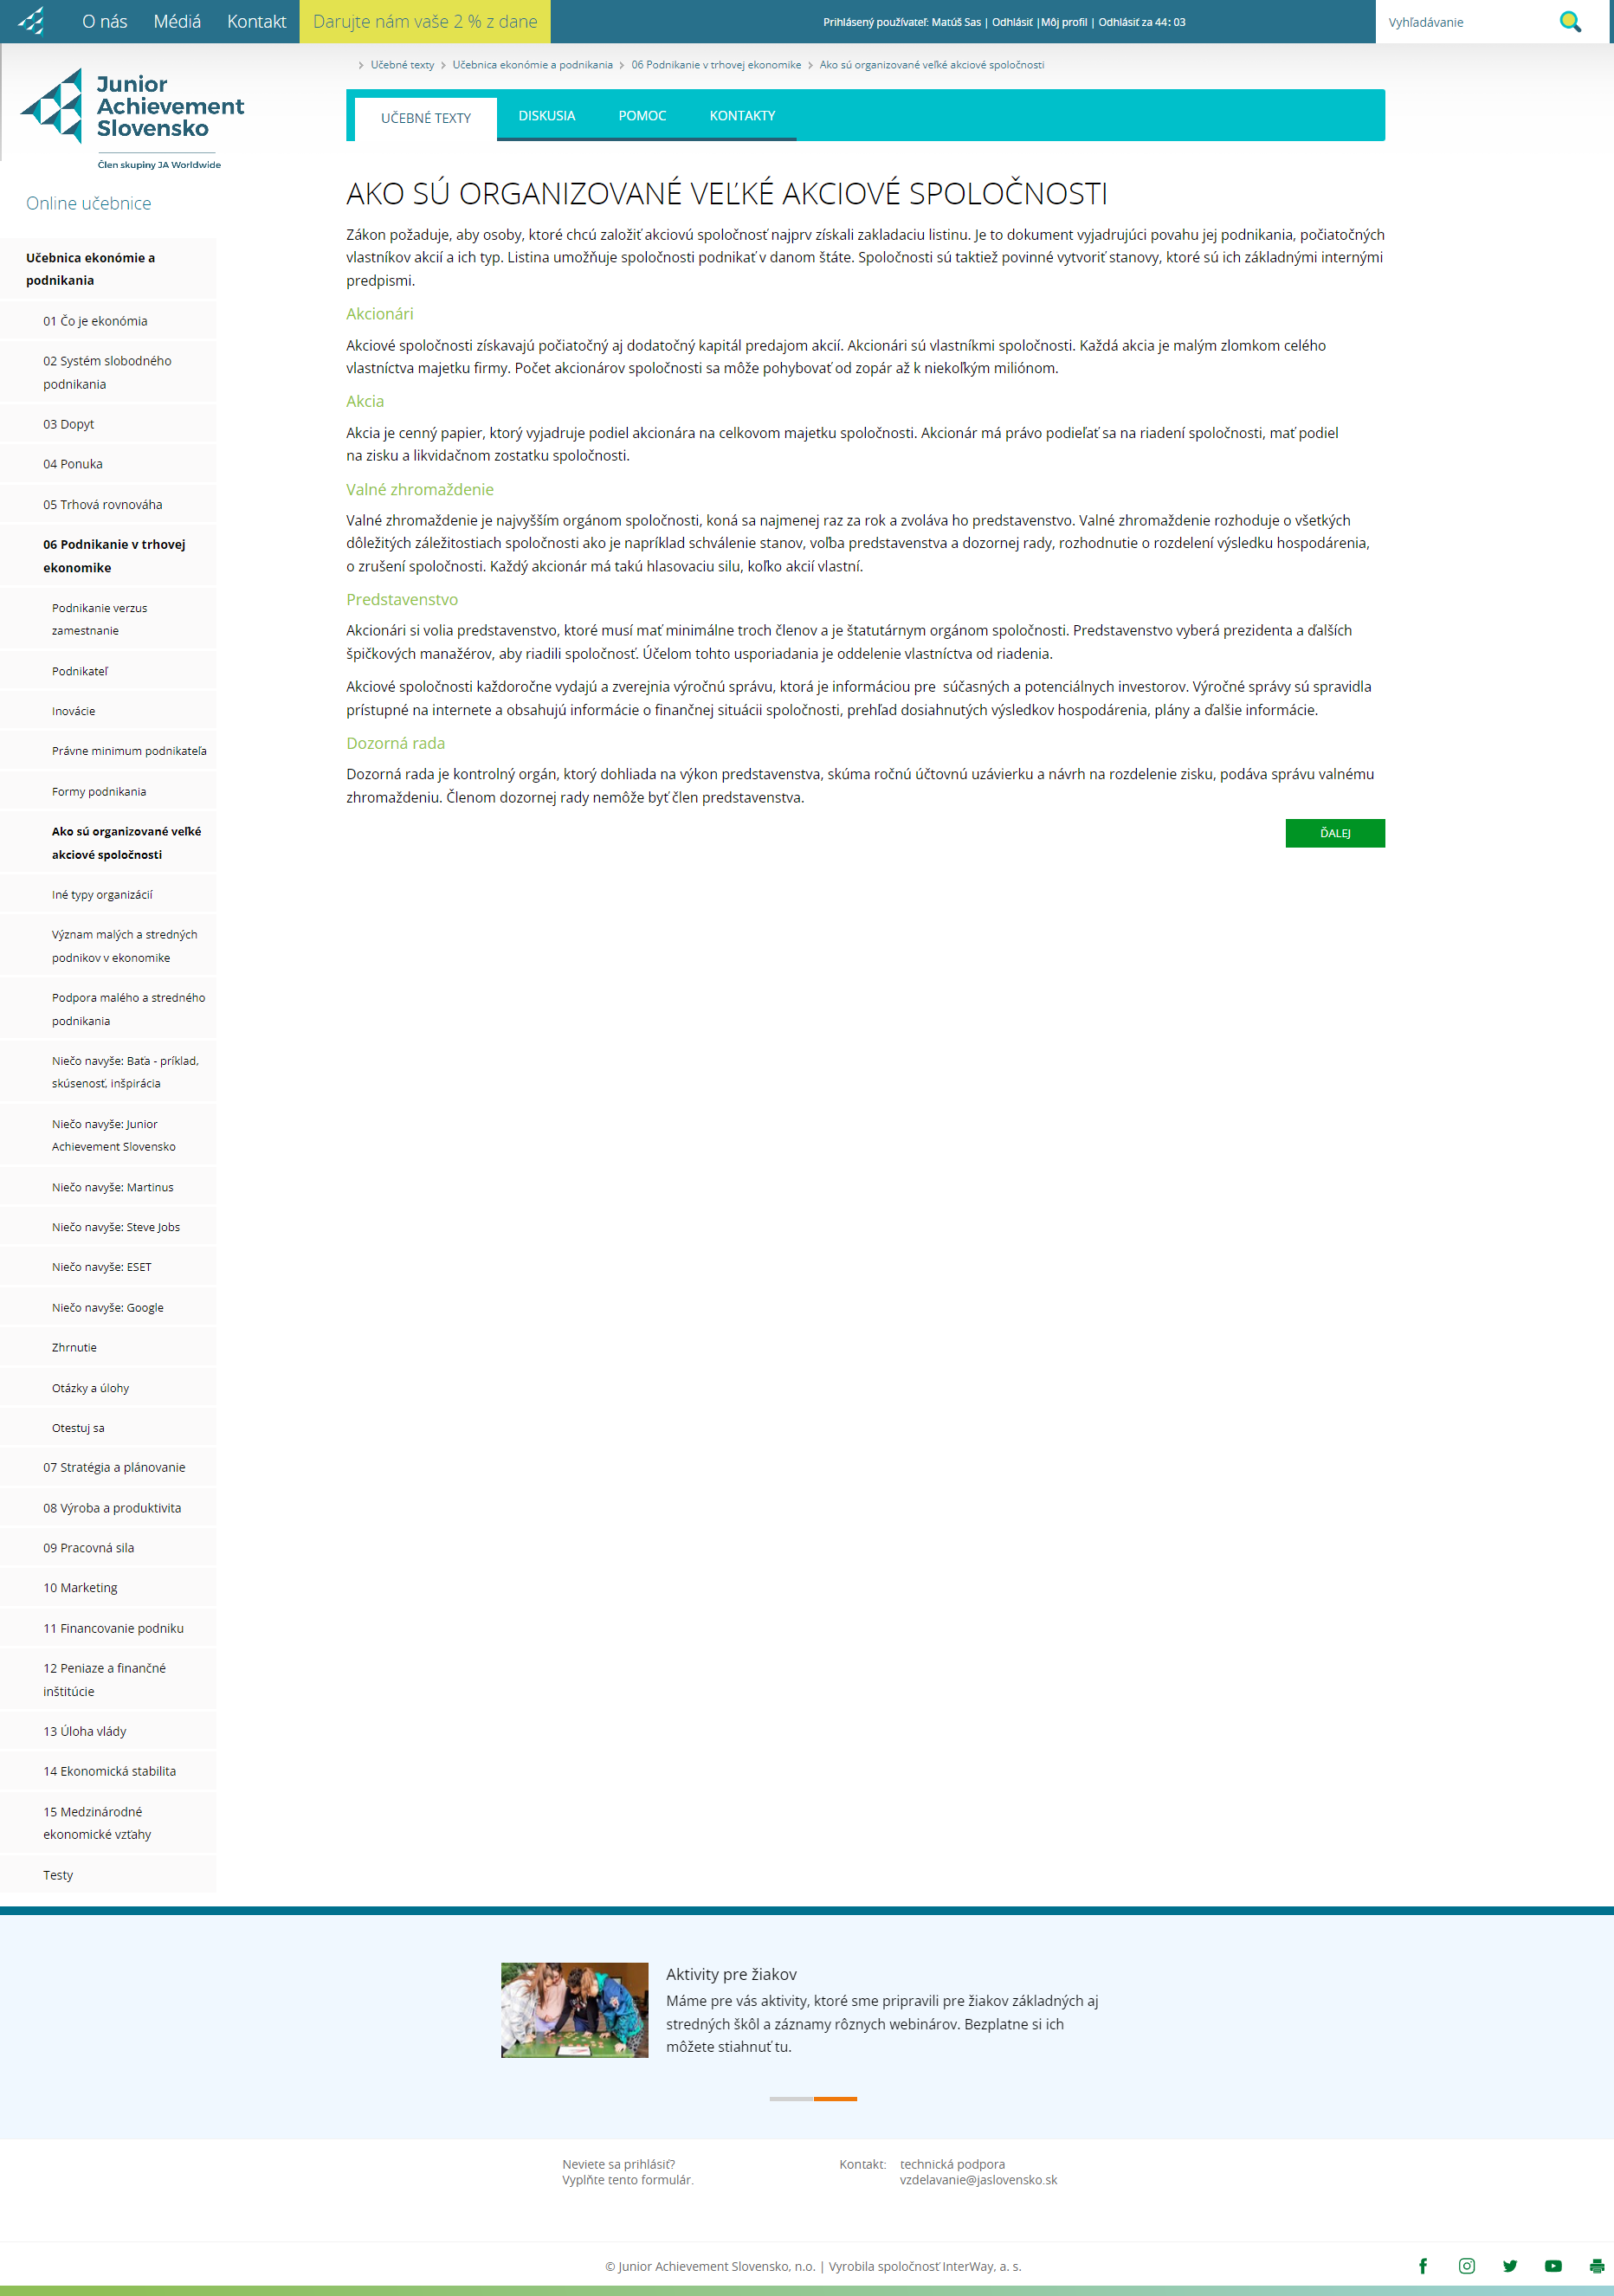 O nás
Médiá
Kontakt
Darujte nám vaše 2 % z dane
Prihlásený používateľ: Matúš Sas | Odhlásiť |Môj profil | Odhlásiť za 44: 03
Vyhľadávanie
Junior
Achievement
Slovensko
Člen skupiny JA Worldwide
Učebné texty
Učebnica ekonómie a podnikania
06 Podnikanie v trhovej ekonomike
Ako sú organizované veľké akciové spoločnosti
UČEBNÉ TEXTY
DISKUSIA
POMOC
KONTAKTY
Online učebnice
Učebnica ekonómie a
podnikania
01 Čo je ekonómia
02 Systém slobodného
podnikania
03 Dopyt
04 Ponuka
05 Trhová rovnováha
06 Podnikanie v trhovej
ekonomike
Podnikanie verzus
zamestnanie
Podnikateľ
Inovácie
Právne minimum podnikateľa
Formy podnikania
Ako sú organizované veľké
akciové spoločnosti
Iné typy organizácií
Význam malých a stredných
podnikov v ekonomike
Podpora malého a stredného
podnikania
Niečo navyše: Baťa - príklad,
skúsenosť, inšpirácia
Niečo navyše: Junior
Achievement Slovensko
Niečo navyše: Martinus
Niečo navyše: Steve Jobs
Niečo navyše: ESET
Niečo navyše: Google
Zhrnutie
Otázky a úlohy
Otestuj sa
07 Stratégia a plánovanie
08 Výroba a produktivita
09 Pracovná sila
10 Marketing
11 Financovanie podniku
12 Peniaze a finančné
inštitúcie
13 Úloha vlády
14 Ekonomická stabilita
15 Medzinárodné
ekonomické vzťahy
Testy
AKO SÚ ORGANIZOVANÉ VEĽKÉ AKCIOVÉ SPOLOČNOSTI
Zákon požaduje, aby osoby, ktoré chcú založiť akciovú spoločnosť najprv získali zakladaciu listinu. Je to dokument vyjadrujúci povahu jej podnikania, počiatočných
vlastníkov akcií a ich typ. Listina umožňuje spoločnosti podnikať v danom štáte. Spoločnosti sú taktiež povinné vytvoriť stanovy, ktoré sú ich základnými internými
predpismi.
Akcionári
Akciové spoločnosti získavajú počiatočný aj dodatočný kapitál predajom akcií. Akcionári sú vlastníkmi spoločnosti. Každá akcia je malým zlomkom celého
vlastníctva majetku firmy. Počet akcionárov spoločnosti sa môže pohybovať od zopár až k niekoľkým miliónom.
Akcia
Akcia je cenný papier, ktorý vyjadruje podiel akcionára na celkovom majetku spoločnosti. Akcionár má právo podieľať sa na riadení spoločnosti, mať podiel
na zisku a likvidačnom zostatku spoločnosti.
Valné zhromaždenie
Valné zhromaždenie je najvyšším orgánom spoločnosti, koná sa najmenej raz za rok a zvoláva ho predstavenstvo. Valné zhromaždenie rozhoduje o všetkých
dôležitých záležitostiach spoločnosti ako je napríklad schválenie stanov, voľba predstavenstva a dozornej rady, rozhodnutie o rozdelení výsledku hospodárenia,
o zrušení spoločnosti. Každý akcionár má takú hlasovaciu silu, koľko akcií vlastní.
Predstavenstvo
Akcionári si volia predstavenstvo, ktoré musí mať minimálne troch členov a je štatutárnym orgánom spoločnosti. Predstavenstvo vyberá prezidenta a ďalších
špičkových manažérov, aby riadili spoločnosť. Účelom tohto usporiadania je oddelenie vlastníctva od riadenia.
Akciové spoločnosti každoročne vydajú a zverejnia výročnú správu, ktorá je informáciou pre  súčasných a potenciálnych investorov. Výročné správy sú spravidla
prístupné na internete a obsahujú informácie o finančnej situácii spoločnosti, prehľad dosiahnutých výsledkov hospodárenia, plány a ďalšie informácie.
Dozorná rada
Dozorná rada je kontrolný orgán, ktorý dohliada na výkon predstavenstva, skúma ročnú účtovnú uzávierku a návrh na rozdelenie zisku, podáva správu valnému
zhromaždeniu. Členom dozornej rady nemôže byť člen predstavenstva.
ĎALEJ
Aktivity pre žiakov
Máme pre vás aktivity, ktoré sme pripravili pre žiakov základných aj
stredných škôl a záznamy rôznych webinárov. Bezplatne si ich
môžete stiahnuť tu.
Neviete sa prihlásiť?
Vyplňte tento formulár.
Kontakt: technická podpora
vzdelavanie@jaslovensko.sk
© Junior Achievement Slovensko, n.o. | Vyrobila spoločnosť InterWay, a. s.